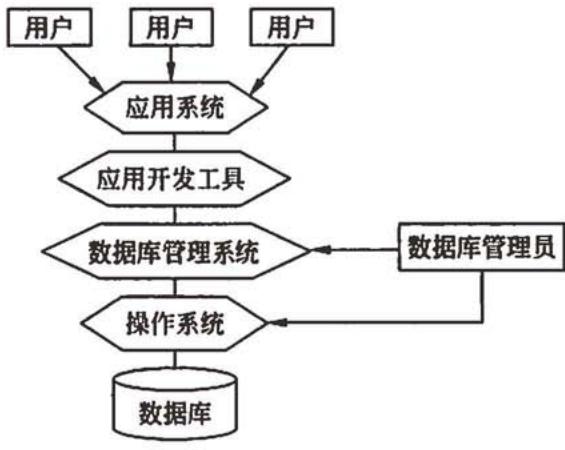 用户 用户 用户
应用系统
应用开发工具
数据库管理系统 数据库管理员
操作系统
数据库